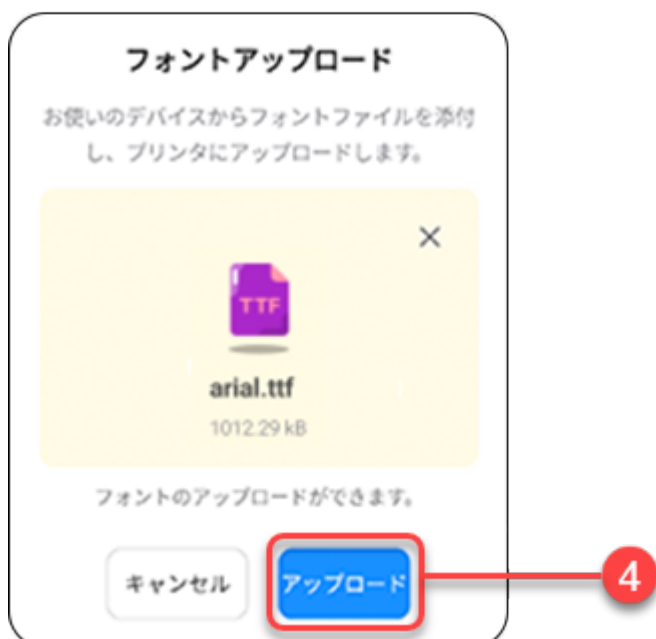 フォントアップロード
お使いのデバイスからフォントファイルを添付
し、プリンタにアップロードします。
TTF
arial.ttf
1012.29 kB
フォントのアップロードができます。
キャンセル
アップロード
4